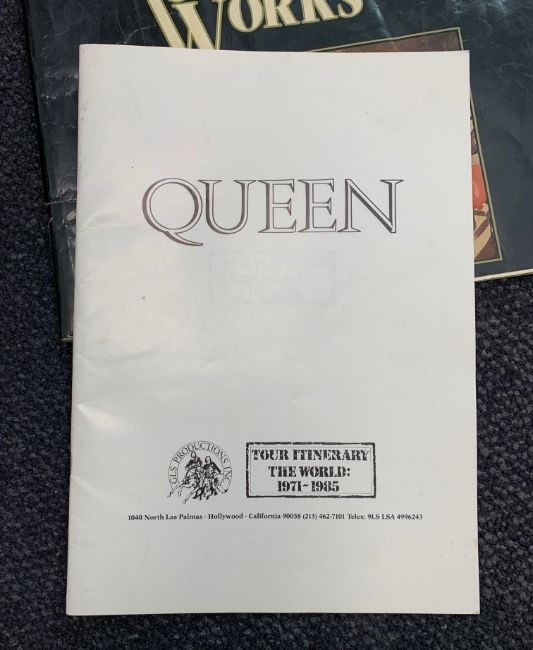 WORKS
QUEEN
GLS PRODUCTIONS INC.
TOUR ITINERARY
THE WORLD:
1971~1985
1040 North Las Palmas · Hollywood · California 90038 (213) 462-7101 Telex: 9LS LSA 4996243